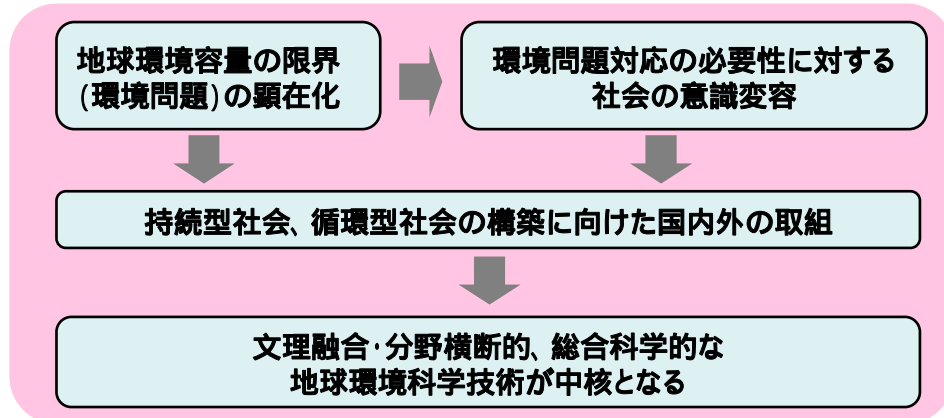 地球環境容量の限界
(環境問題)の顕在化
環境問題対応の必要性に対する
社会の意識変容
持続型社会、循環型社会の構築に向けた国内外の取組
文理融合・分野横断的、総合科学的な
地球環境科学技術が中核となる